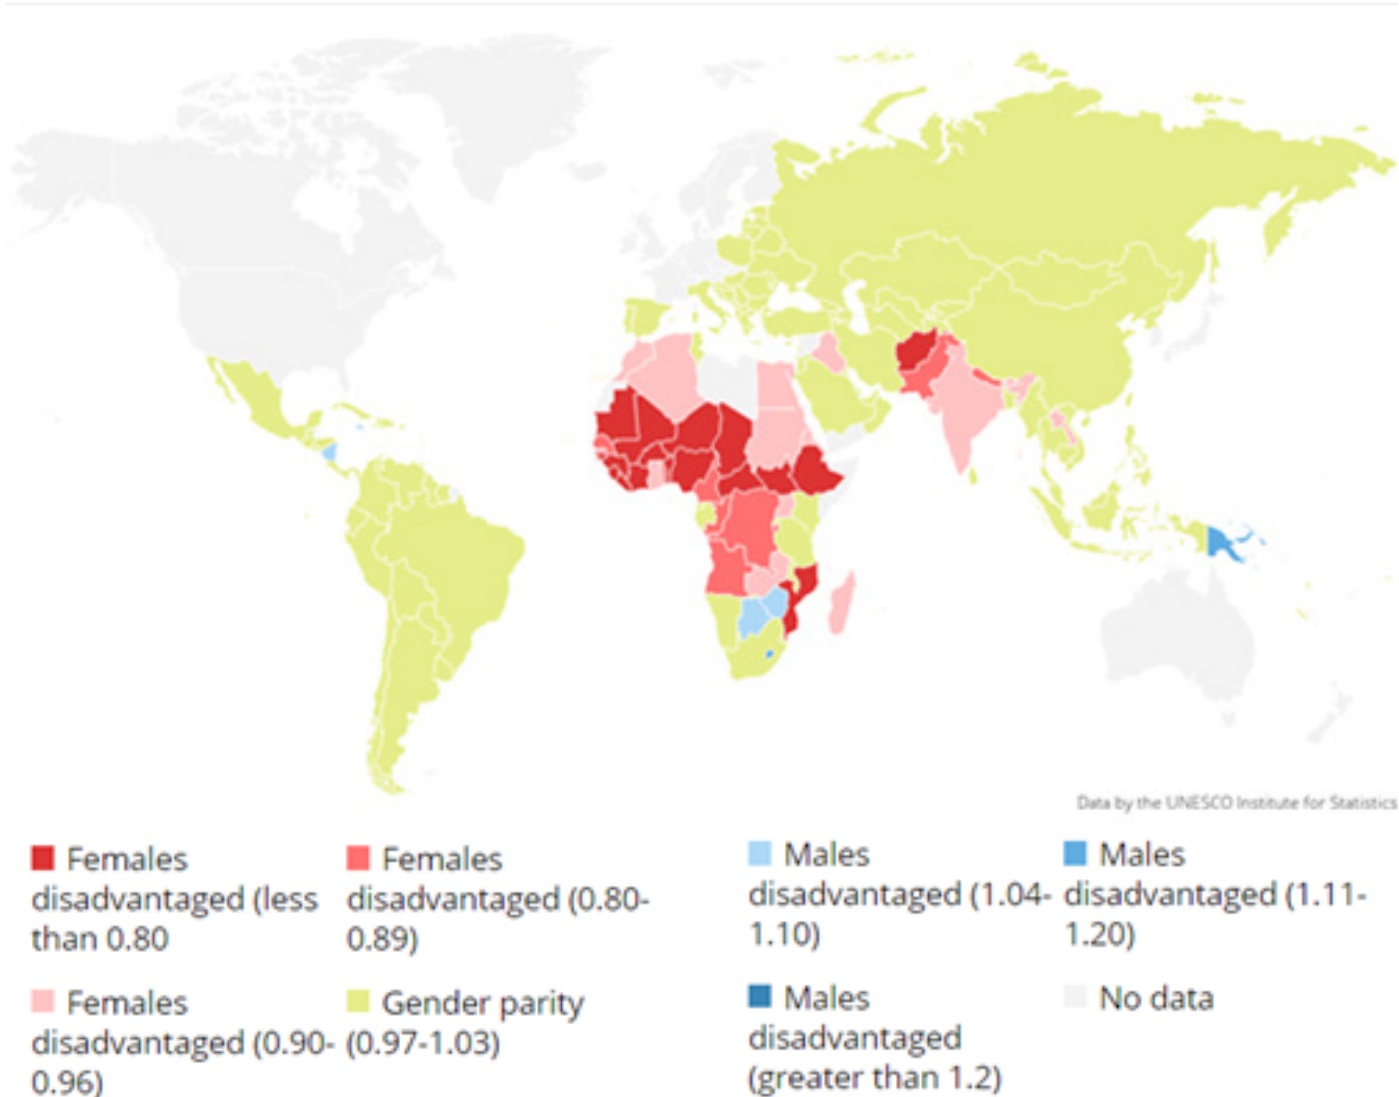 Data by the UNESCO Institute for Statistics
Females
disadvantaged (less
than 0.80
Females
disadvantaged (0.80-
0.89)
Males
disadvantaged (1.04-
1.10)
Males
disadvantaged (1.11-
1.20)
Females
disadvantaged (0.90-
0.96)
Gender parity
(0.97-1.03)
Males
disadvantaged
(greater than 1.2)
No data